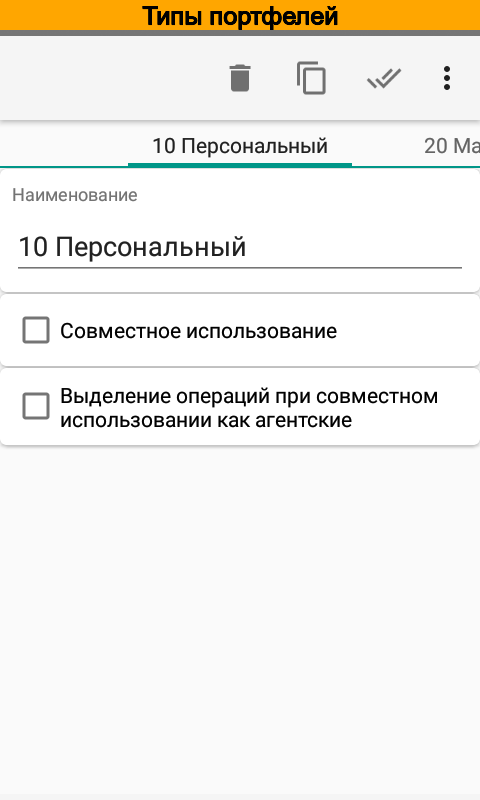 Типы портфелей
10 Персональный
20 Ма
Наименование
10 Персональный
Совместное использование
Выделение операций при совместном
использовании как агентские